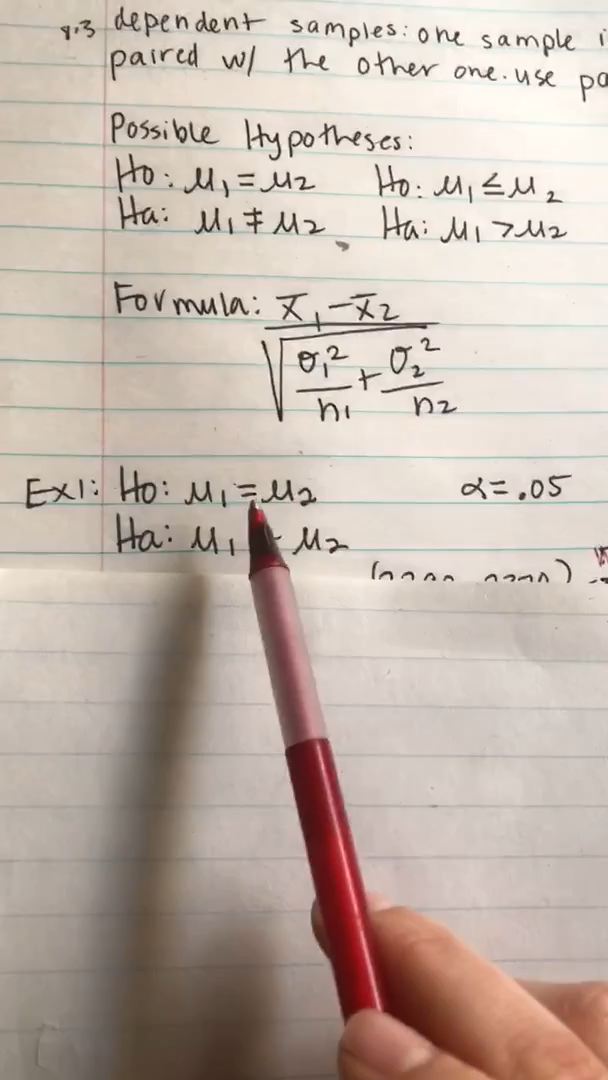 8.3 dependent samples: one sample i
paired w/ the other one. use pa
Possible Hypotheses:
Ho: μ1 = μ2 Ho: μ1 ≤ μ2
Ha: μ1 ≠ μ2 Ha: μ1 > μ2
Formula: x̄1 - x̄2
√ σ1²/n1 + σ2²/n2
Ex1: Ho: μ1 = μ2 α = .05
Ha: μ1 μ2